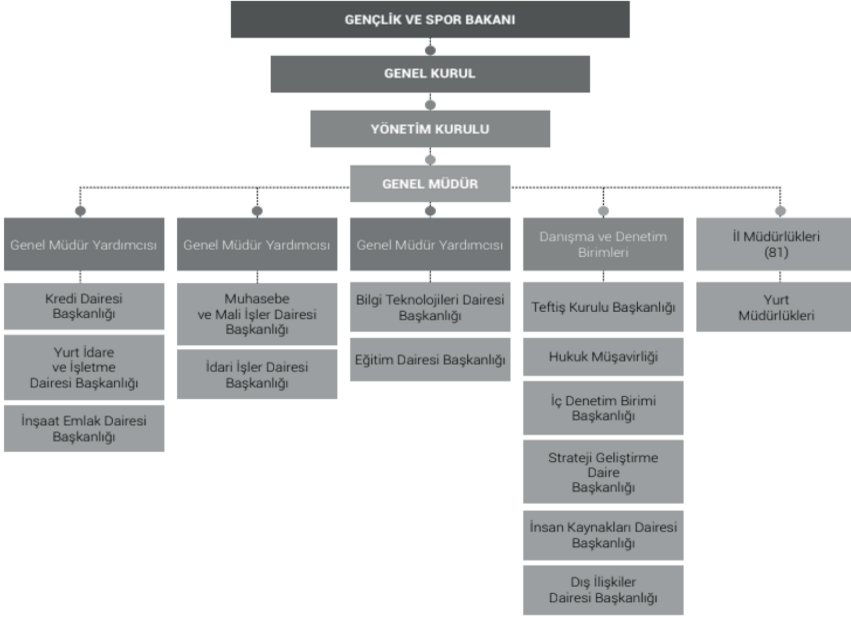 GENÇLİK VE SPOR BAKANI
GENEL KURUL
YÖNETİM KURULU
GENEL MÜDÜR
Genel Müdür Yardımcısı
Kredi Dairesi
Başkanlığı
Yurt İdare
ve İşletme
Dairesi Başkanlığı
İnşaat Emlak Dairesi
Başkanlığı
Genel Müdür Yardımcısı
Muhasebe
ve Mali İşler Dairesi
Başkanlığı
İdari İşler Dairesi
Başkanlığı
Genel Müdür Yardımcısı
Bilgi Teknolojileri Dairesi
Başkanlığı
Eğitim Dairesi Başkanlığı
Danışma ve Denetim
Birimleri
Teftiş Kurulu Başkanlığı
Hukuk Müşavirliği
İç Denetim Birimi
Başkanlığı
Strateji Geliştirme
Daire
Başkanlığı
İnsan Kaynakları Dairesi
Başkanlığı
Dış İlişkiler
Dairesi Başkanlığı
İl Müdürlükleri
(81)
Yurt
Müdürlükleri